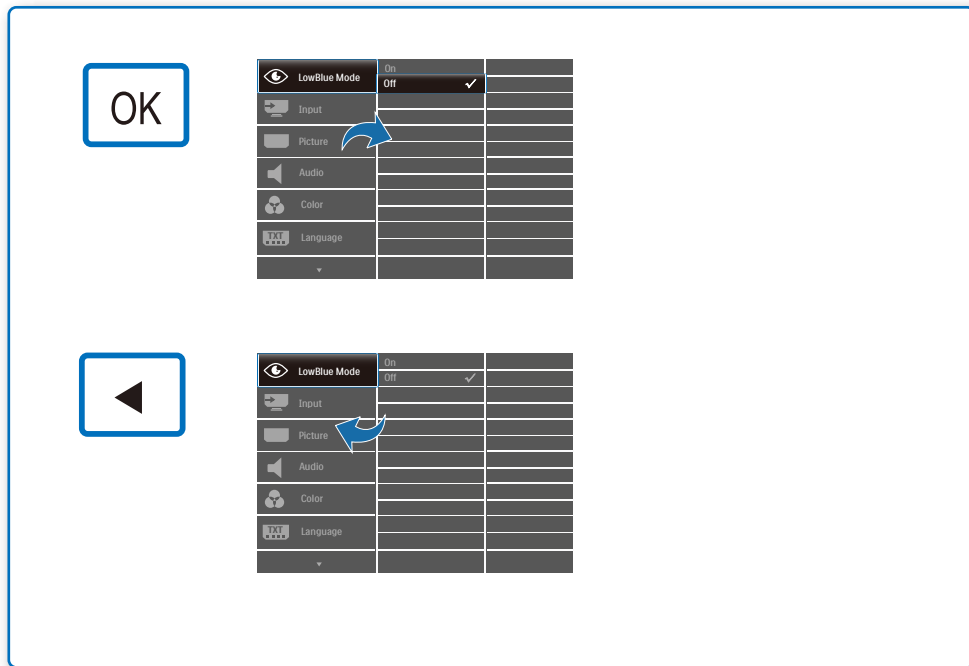 OK
LowBlue Mode
On
Off
Input
Picture
Audio
Color
TXT
Language
LowBlue Mode
On
Off
Input
Picture
Audio
Color
TXT
Language